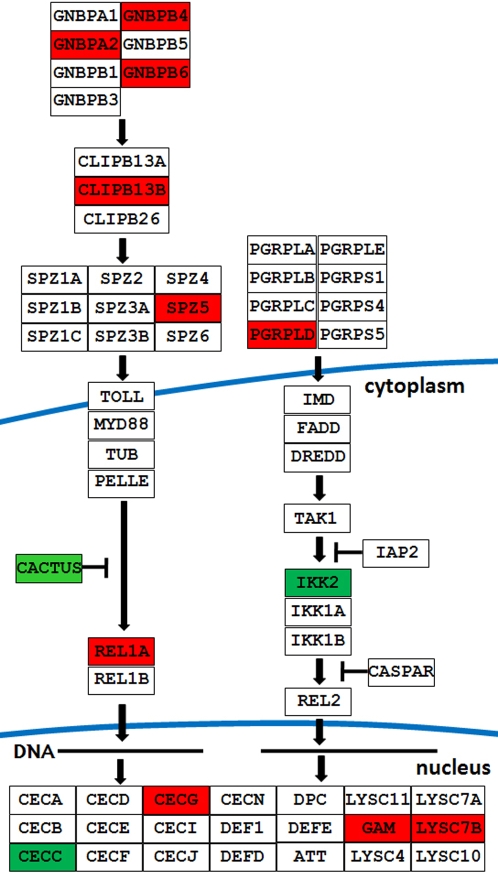 GNBPA1 GNBPB4
GNBPA2 GNBPB5
GNBPB1 GNBPB6
GNBPB3
CLIPB13A
CLIPB13B
CLIPB26
SPZ1A SPZ2 SPZ4
SPZ1B SPZ3A SPZ5
SPZ1C SPZ3B SPZ6
PGRPLA PGRPLE
PGRPLB PGRPS1
PGRPLC PGRPS4
PGRPLD PGRPS5
cytoplasm
TOLL
MYD88
TUB
PELLE
IMD
FADD
DREDD
TAK1
IAP2
CACTUS
IKK2
IKK1A
IKK1B
REL1A
REL1B
CASPAR
REL2
DNA
nucleus
CECA CECD CECG CECN DPC LYSC11 LYSC7A
CECB CECE CECI DEF1 DEFE GAM LYSC7B
CECC CECF CECJ DEFD ATT LYSC4 LYSC10